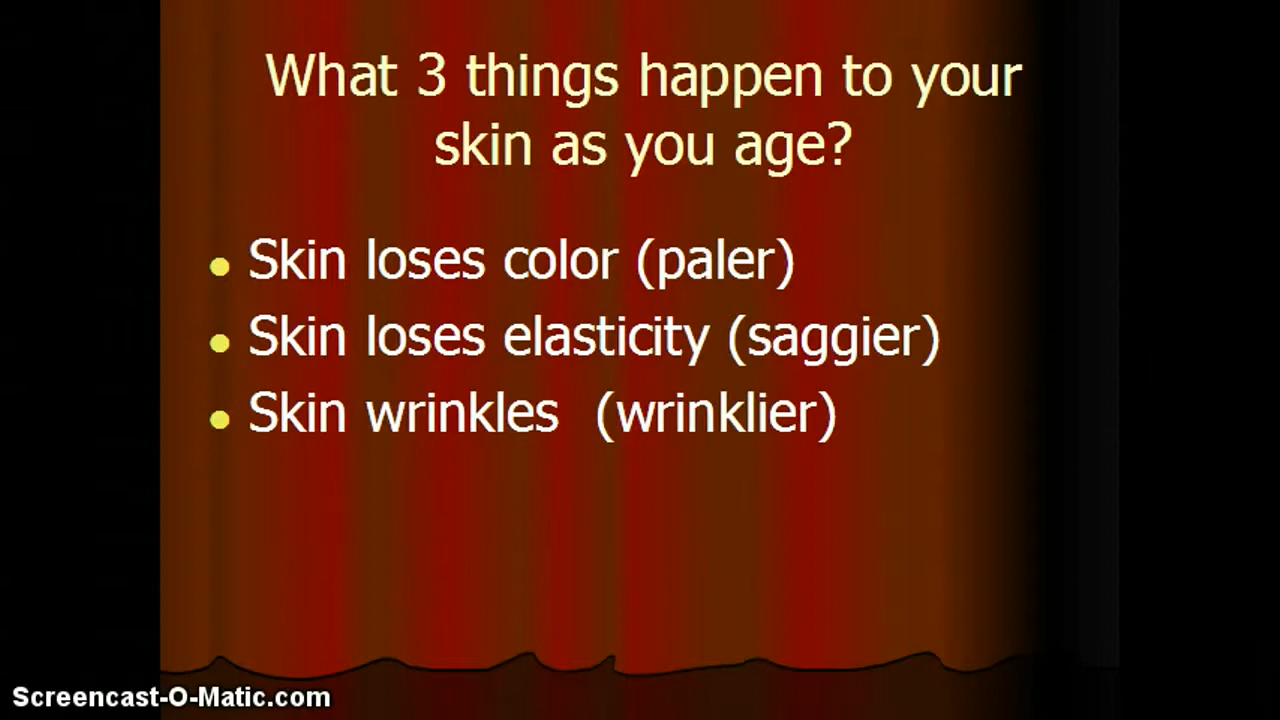 What 3 things happen to your
skin as you age?
• Skin loses color (paler)
• Skin loses elasticity (saggier)
• Skin wrinkles  (wrinklier)
Screencast-O-Matic.com